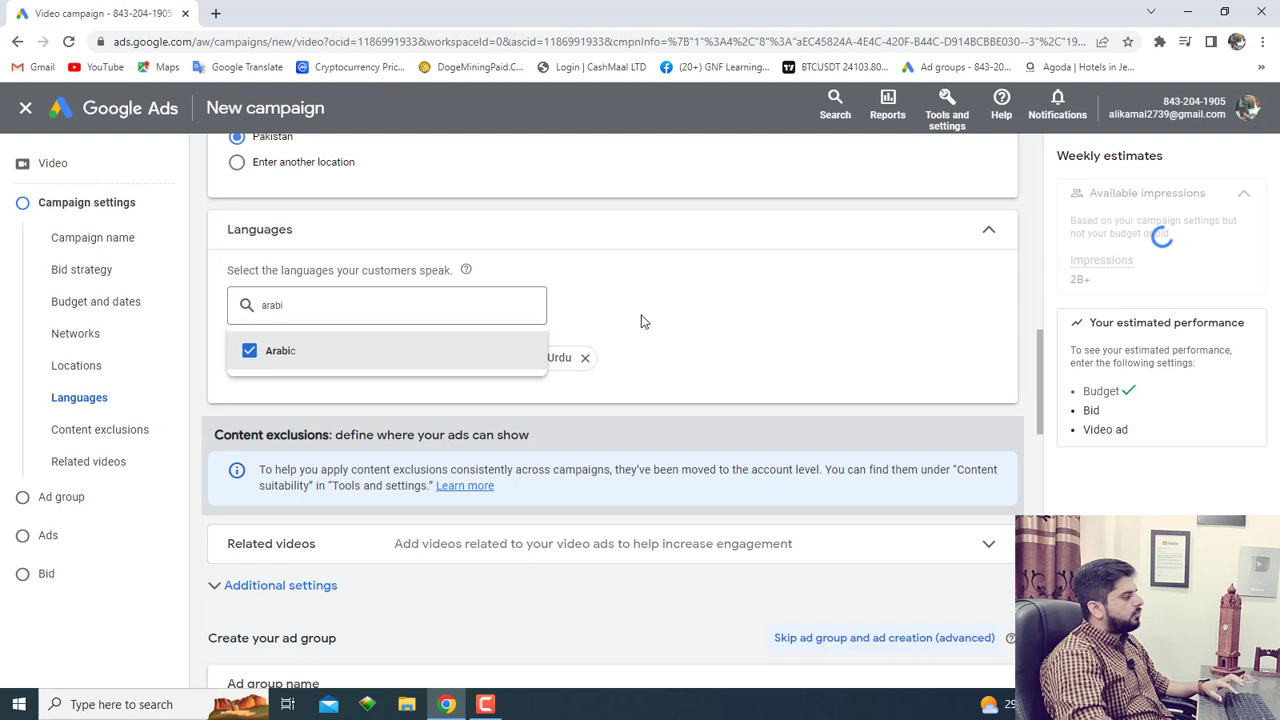 Video campaign - 843-204-1905
ads.google.com/aw/campaigns/new/video?ocid=1186991933&workspaceId=0&ascid=1186991933&cmpnInfo=%7B"1"%3A4%2C"8"%3A"aEC45824A-4E4C-420F-B44C-D914BCBBE030--3"%2C"19...
Gmail
YouTube
Maps
Google Translate
Cryptocurrency Pric...
DogeMiningPaid.C...
Login | CashMaal LTD
(20+) GNF Learning...
BTCUSDT 24103.80...
Ad groups - 843-20...
Agoda | Hotels in Je...
»
Google Ads
New campaign
Search
Reports
Tools and settings
Help
Notifications
843-204-1905
alikamal2739@gmail.com
Video
Campaign settings
Campaign name
Bid strategy
Budget and dates
Networks
Locations
Languages
Content exclusions
Related videos
Ad group
Ads
Bid
Pakistan
Enter another location
Languages
Select the languages your customers speak.
arabi
Arabic
Urdu
Content exclusions: define where your ads can show
To help you apply content exclusions consistently across campaigns, they've been moved to the account level. You can find them under "Content
suitability" in "Tools and settings." Learn more
Related videos
Add videos related to your video ads to help increase engagement
Additional settings
Create your ad group
Skip ad group and ad creation (advanced)
Ad group name
Weekly estimates
Available impressions
Based on your campaign settings but
not your budget or bid
Impressions
2B+
Your estimated performance
To see your estimated performance,
enter the following settings:
Budget
Bid
Video ad
Type here to search